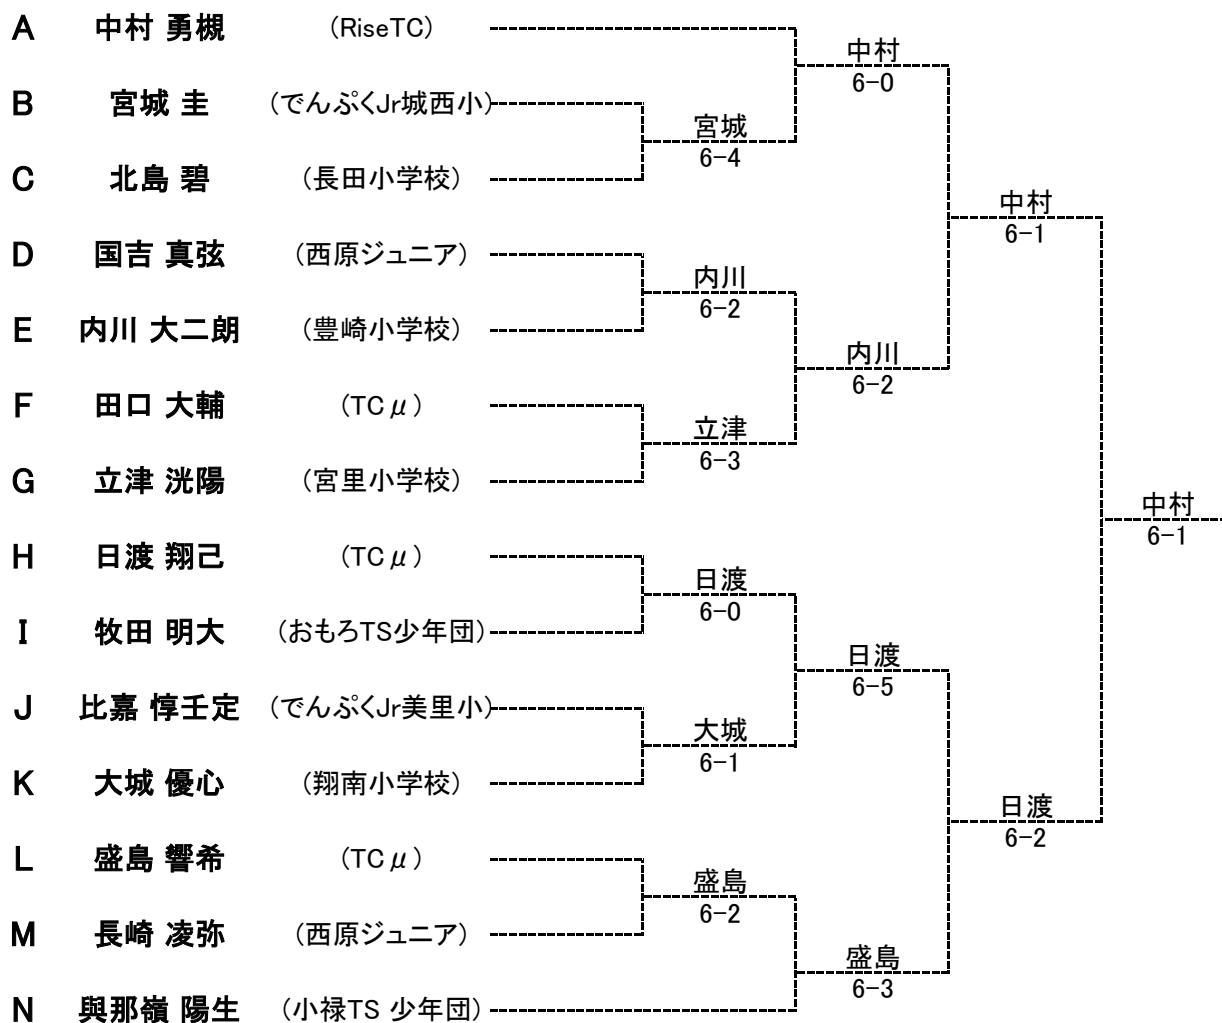 A 中村 勇槻 (RiseTC)
中村
6-0
B 宮城 圭 (でんぷくJr城西小)
宮城
6-4
C 北島 碧 (長田小学校)
中村
6-1
D 国吉 真弦 (西原ジュニア)
内川
6-2
E 内川 大二朗 (豊崎小学校)
内川
6-2
F 田口 大輔 (TCμ)
立津
6-3
G 立津 洸陽 (宮里小学校)
中村
6-1
H 日渡 翔己 (TCμ)
日渡
6-0
I 牧田 明大 (おもろTS少年団)
日渡
6-5
J 比嘉 惇壬定 (でんぷくJr美里小)
大城
6-1
K 大城 優心 (翔南小学校)
日渡
6-2
L 盛島 響希 (TCμ)
盛島
6-2
M 長崎 凌弥 (西原ジュニア)
盛島
6-3
N 與那嶺 陽生 (小禄TS 少年団)